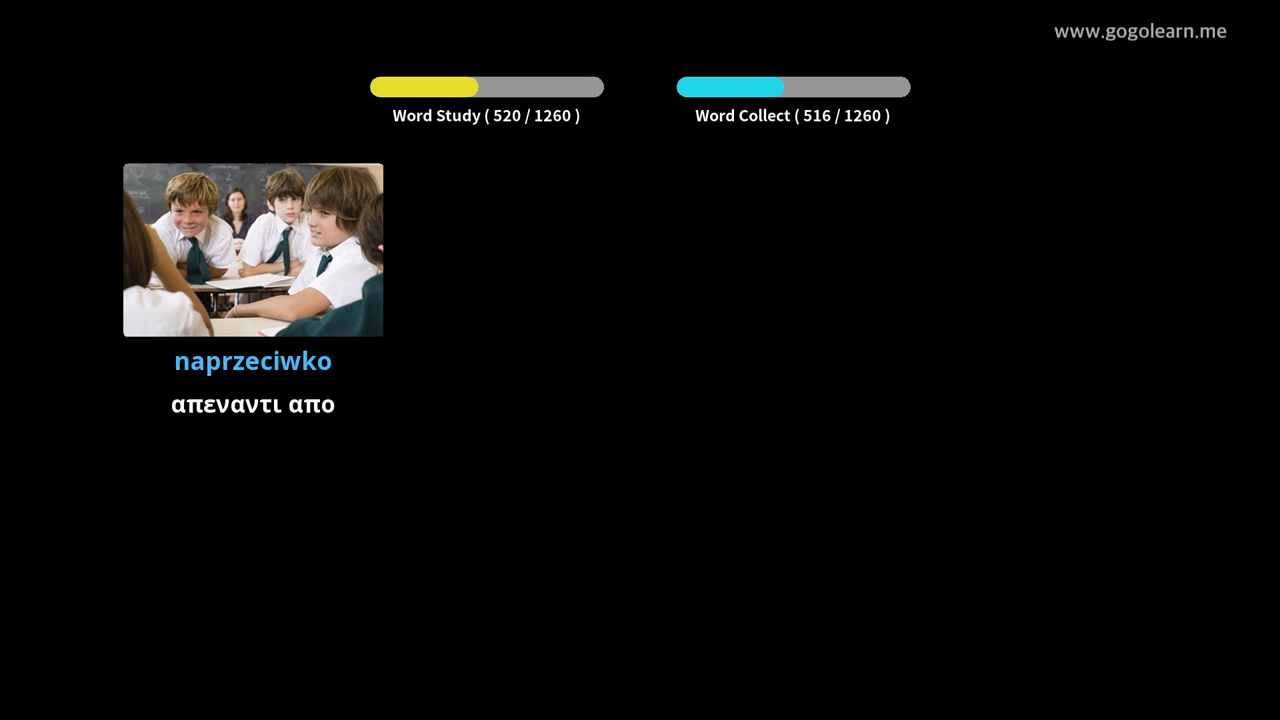 www.gogolearn.me
Word Study ( 520 / 1260 )
Word Collect ( 516 / 1260 )
naprzeciwko
απεναντι απο